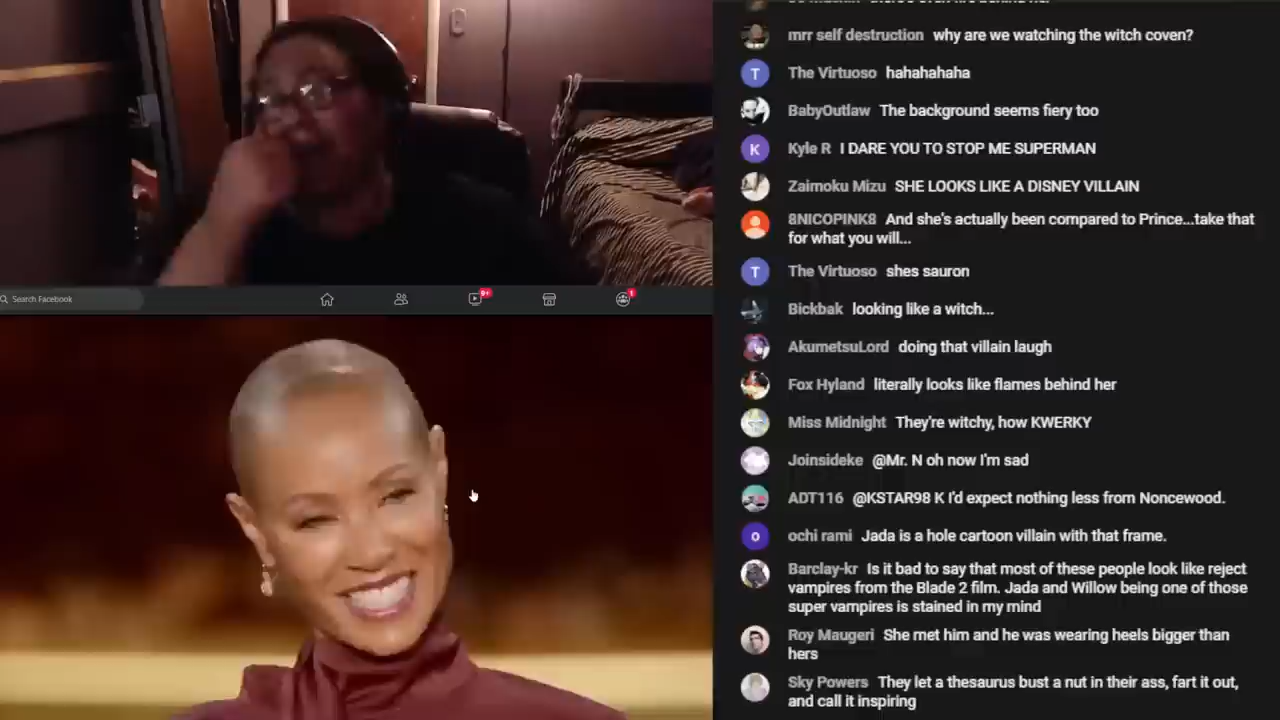 mrr self destruction why are we watching the witch coven?
T The Virtuoso hahahahaha
BabyOutlaw The background seems fiery too
K Kyle R I DARE YOU TO STOP ME SUPERMAN
Zaimoku Mizu SHE LOOKS LIKE A DISNEY VILLAIN
8NICOPINK8 And she's actually been compared to Prince...take that
for what you will...
T The Virtuoso shes sauron
Bickbak looking like a witch...
AkumetsuLord doing that villain laugh
Fox Hyland literally looks like flames behind her
Miss Midnight They're witchy, how KWERKY
Joinsideke @Mr. N oh now I'm sad
ADT116 @KSTAR98 K I'd expect nothing less from Noncewood.
o ochi rami Jada is a hole cartoon villain with that frame.
Barclay-kr Is it bad to say that most of these people look like reject
vampires from the Blade 2 film. Jada and Willow being one of those
super vampires is stained in my mind
Roy Maugeri She met him and he was wearing heels bigger than
hers
Sky Powers They let a thesaurus bust a nut in their ass, fart it out,
and call it inspiring
Search Facebook
9+
1